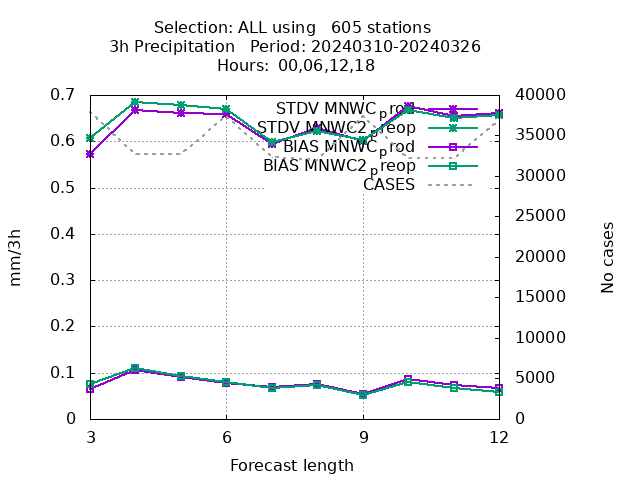 Selection: ALL using   605 stations
3h Precipitation   Period: 20240310-20240326
Hours:  00,06,12,18
0.7
0.6
0.5
0.4
0.3
0.2
0.1
0
40000
35000
30000
25000
20000
15000
10000
5000
0
STDV MNWC_prod
STDV MNWC2_preop
BIAS MNWC_prod
BIAS MNWC2_preop
CASES
mm/3h
No cases
3
6
9
12
Forecast length